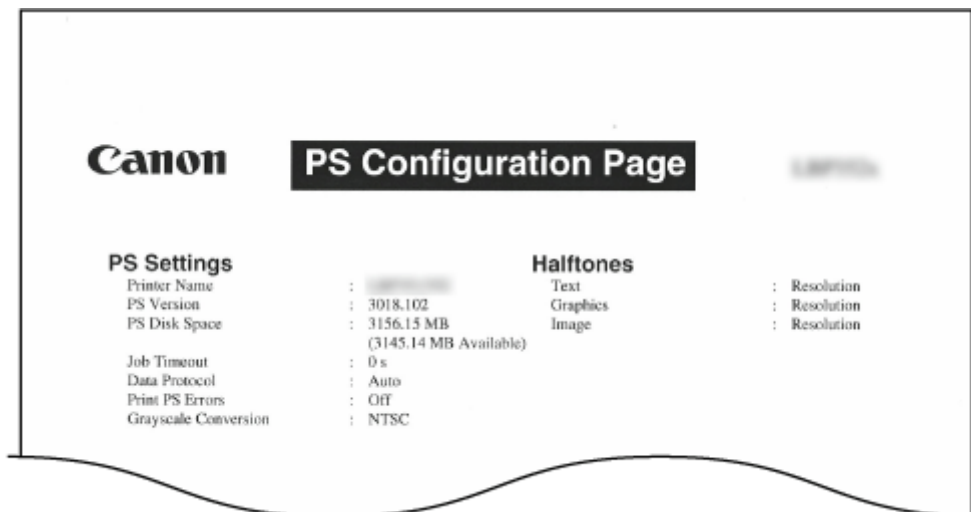 Canon
PS Configuration Page
PS Settings
Printer Name :
PS Version : 3018.102
PS Disk Space : 3156.15 MB
(3145.14 MB Available)
Job Timeout : 0 s
Data Protocol : Auto
Print PS Errors : Off
Grayscale Conversion : NTSC
Halftones
Text : Resolution
Graphics : Resolution
Image : Resolution